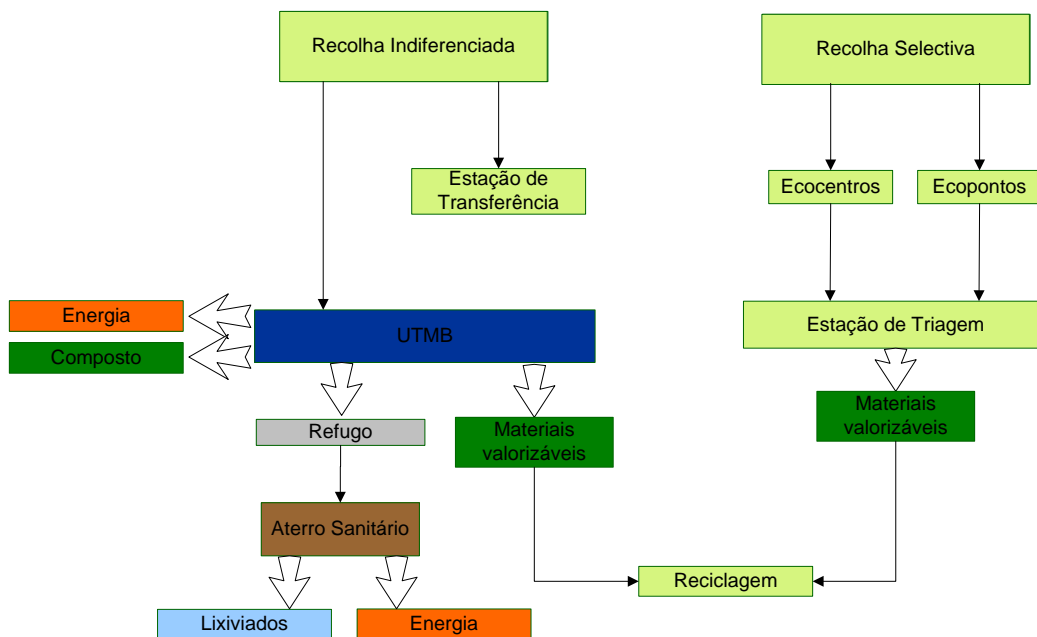 Recolha Indiferenciada
Recolha Selectiva
Estação de
Transferência
Ecocentros
Ecopontos
Energia
Composto
UTMB
Estação de Triagem
Refugo
Materiais
valorizáveis
Materiais
valorizáveis
Aterro Sanitário
Reciclagem
Lixiviados
Energia